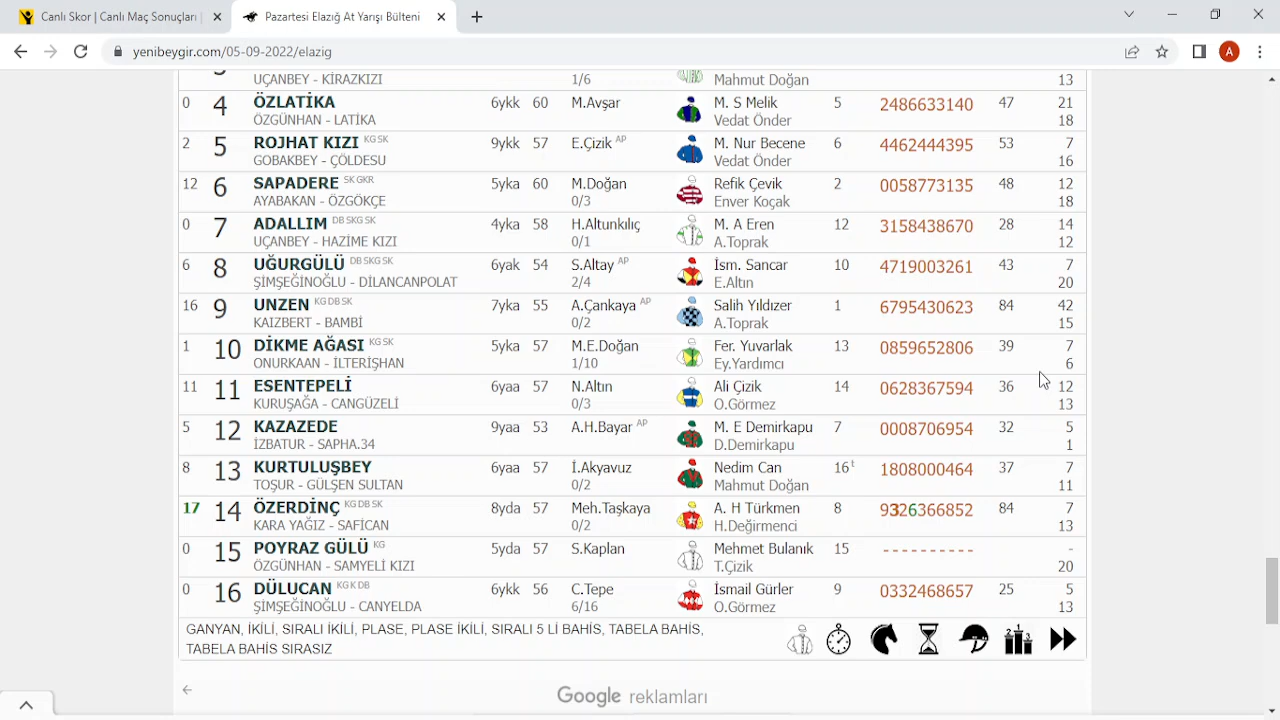 Canlı Skor | Canlı Maç Sonuçları |
Pazartesi Elazığ At Yarışı Bülteni
yenibeygir.com/05-09-2022/elazig
A
UÇANBEY - KİRAZKIZI 1/6 Mahmut Doğan 13
0 4 ÖZLATİKA 6ykk 60 M.Avşar M. S Melik 5 2486633140 47 21
ÖZGÜNHAN - LATİKA Vedat Önder 18
2 5 ROJHAT KIZI KG SK 9ykk 57 E.Çizik AP M. Nur Becene 6 4462444395 53 7
GOBAKBEY - ÇÖLDESU Vedat Önder 16
12 6 SAPADERE SK GKR 5yka 60 M.Doğan Refik Çevik 2 0058773135 48 12
AYABAKAN - ÖZGÖKÇE 0/3 Enver Koçak 18
0 7 ADALLIM DB SKG SK 4yka 58 H.Altunkılıç M. A Eren 12 3158438670 28 14
UÇANBEY - HAZİME KIZI 0/1 A.Toprak 12
6 8 UĞURGÜLÜ DB SKG SK 6yak 54 S.Altay AP İsm. Sancar 10 4719003261 43 7
ŞİMŞEĞİNOĞLU - DİLANCANPOLAT 2/4 E.Altın 20
16 9 UNZEN KG DB SK 7yka 55 A.Çankaya AP Salih Yıldızer 1 6795430623 84 42
KAIZBERT - BAMBİ 0/2 A.Toprak 15
1 10 DİKME AĞASI KG SK 5yka 57 M.E.Doğan Fer. Yuvarlak 13 0859652806 39 7
ONURKAAN - İLTERİŞHAN 1/10 Ey.Yardımcı 6
11 11 ESENTEPELİ 6yaa 57 N.Altın Ali Çizik 14 0628367594 36 12
KURUŞAĞA - CANGÜZELİ 0/3 O.Görmez 13
5 12 KAZAZEDE 9yaa 53 A.H.Bayar AP M. E Demirkapu 7 0008706954 32 5
İZBATUR - SAPHA.34 D.Demirkapu 1
8 13 KURTULUŞBEY 6yaa 57 İ.Akyavuz Nedim Can 16t 1808000464 37 7
TOŞUR - GÜLŞEN SULTAN 0/2 Mahmut Doğan 11
17 14 ÖZERDİNÇ KG DB SK 8yda 57 Meh.Taşkaya A. H Türkmen 8 9326366852 84 7
KARA YAĞIZ - SAFİCAN 0/2 H.Değirmenci 13
0 15 POYRAZ GÜLÜ KG 5yda 57 S.Kaplan Mehmet Bulanık 15 - - - - - - - - - - -
ÖZGÜNHAN - SAMYELİ KIZI T.Çizik 20
0 16 DÜLUCAN KG K DB 6ykk 56 C.Tepe İsmail Gürler 9 0332468657 25 5
ŞİMŞEĞİNOĞLU - CANYELDA 6/16 O.Görmez 13
GANYAN, İKİLİ, SIRALI İKİLİ, PLASE, PLASE İKİLİ, SIRALI 5 Lİ BAHİS, TABELA BAHİS,
TABELA BAHİS SIRASIZ
Google reklamları